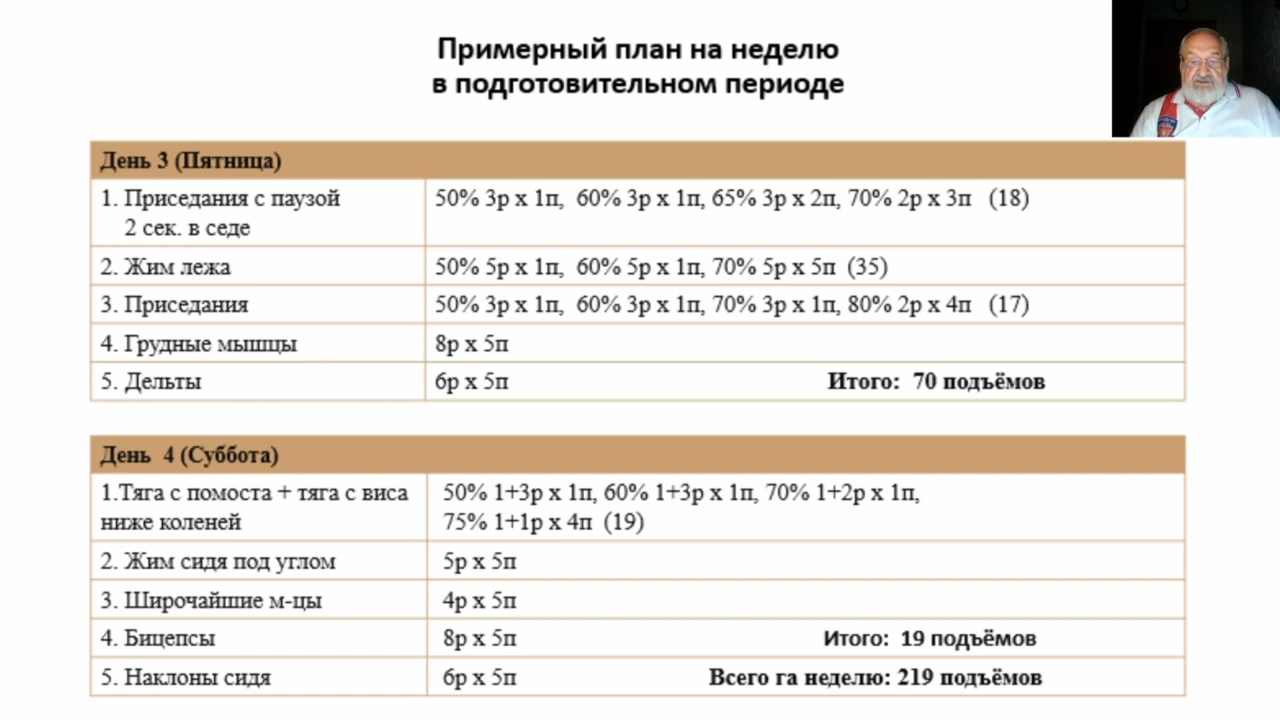 Примерный план на неделю
в подготовительном периоде
День 3 (Пятница)
1. Приседания с паузой
2 сек. в седе
50% 3р х 1п, 60% 3р х 1п, 65% 3р х 2п, 70% 2р х 3п (18)
2. Жим лежа
50% 5р х 1п, 60% 5р х 1п, 70% 5р х 5п (35)
3. Приседания
50% 3р х 1п, 60% 3р х 1п, 70% 3р х 1п, 80% 2р х 4п (17)
4. Грудные мышцы
8р х 5п
5. Дельты
6р х 5п
Итого: 70 подъёмов
День 4 (Суббота)
1.Тяга с помоста + тяга с виса
ниже коленей
50% 1+3р х 1п, 60% 1+3р х 1п, 70% 1+2р х 1п,
75% 1+1р х 4п (19)
2. Жим сидя под углом
5р х 5п
3. Широчайшие м-цы
4р х 5п
4. Бицепсы
8р х 5п
Итого: 19 подъёмов
5. Наклоны сидя
6р х 5п
Всего га неделю: 219 подъёмов